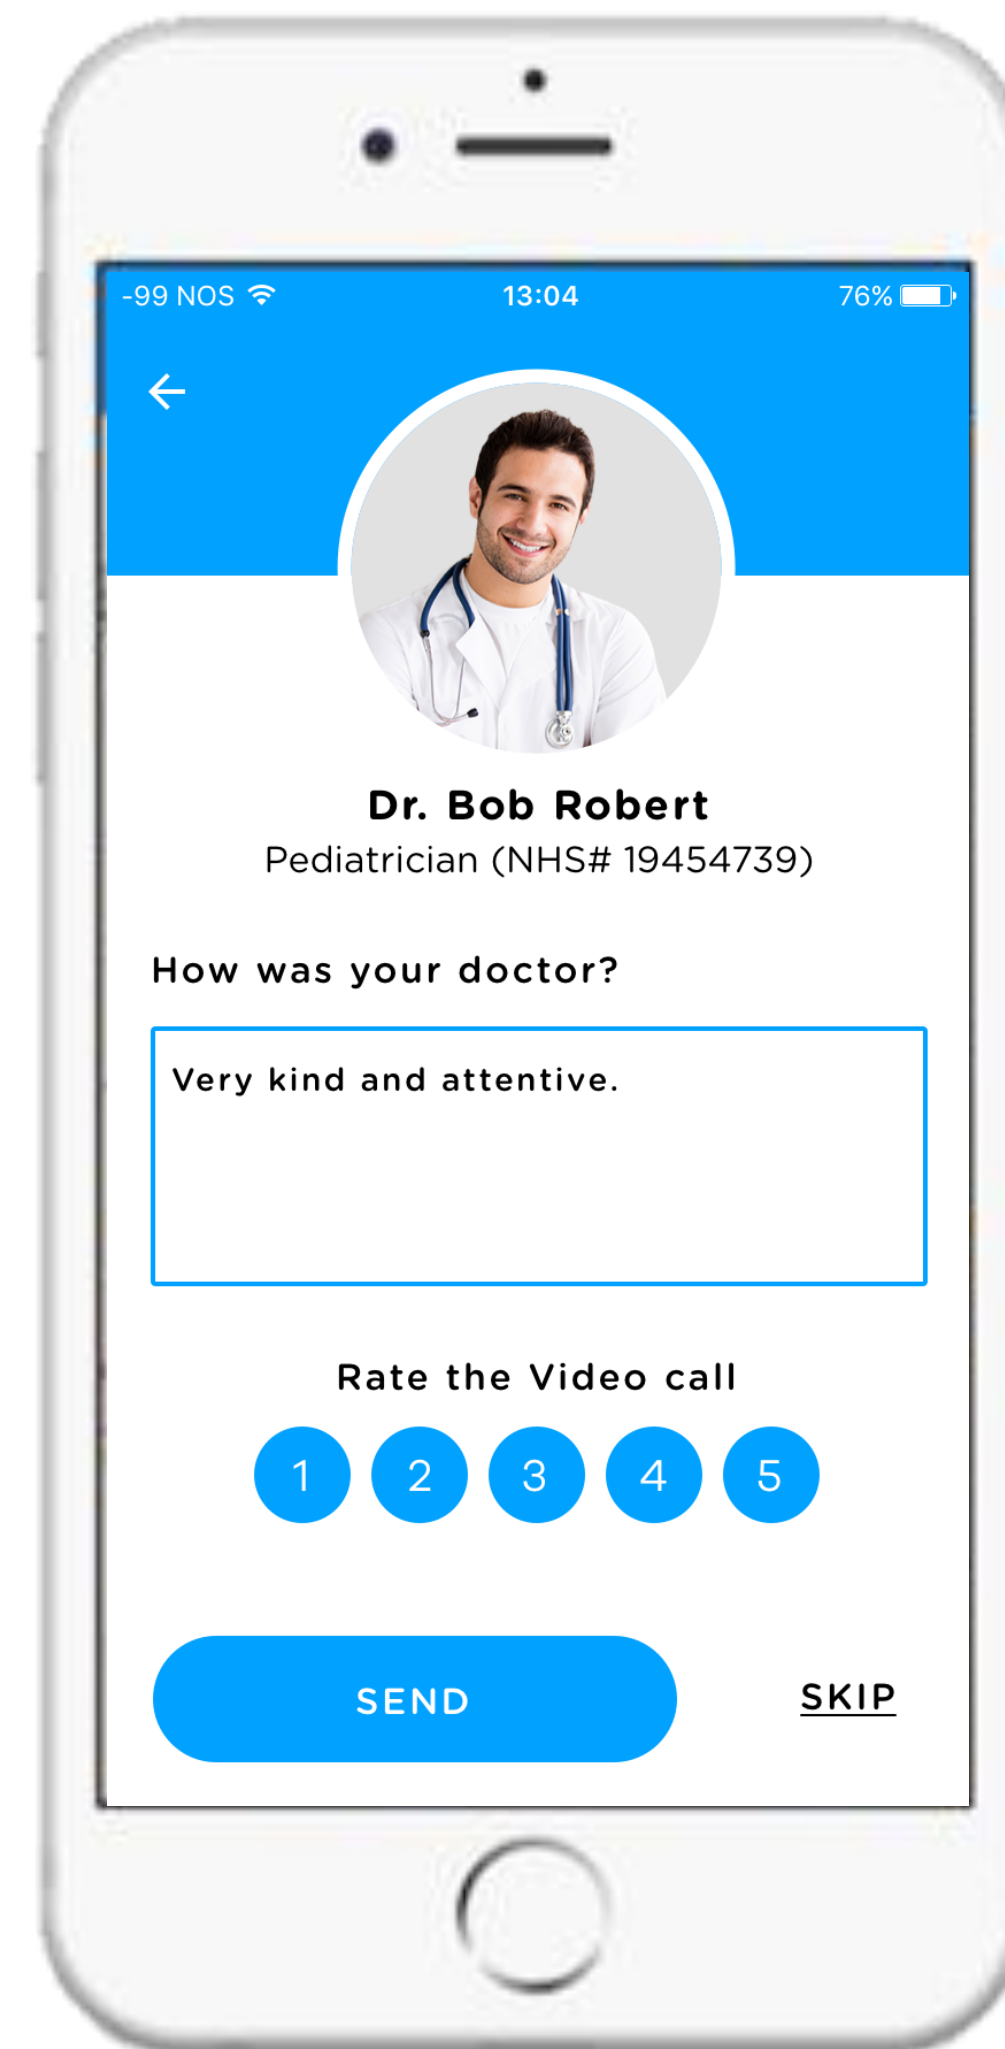 -99 NOS 13:04 76%
Dr. Bob Robert
Pediatrician (NHS# 19454739)
How was your doctor?
Very kind and attentive.
Rate the Video call
1 2 3 4 5
SEND SKIP